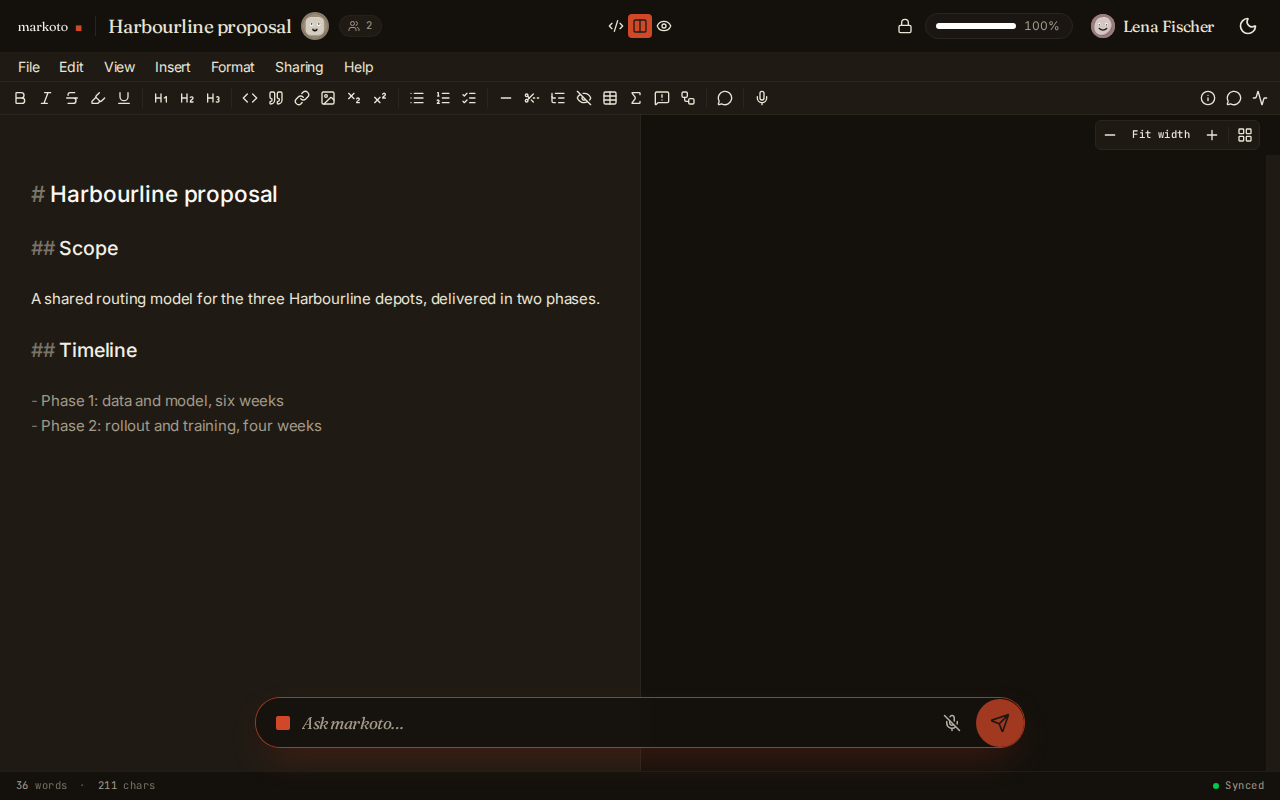 markoto
Harbourline proposal
2
100%
Lena Fischer
File Edit View Insert Format Sharing Help
H1 H2 H3
Fit width
# Harbourline proposal
## Scope
A shared routing model for the three Harbourline depots, delivered in two phases.
## Timeline
- Phase 1: data and model, six weeks
- Phase 2: rollout and training, four weeks
Ask markoto...
36 words · 211 chars
Synced